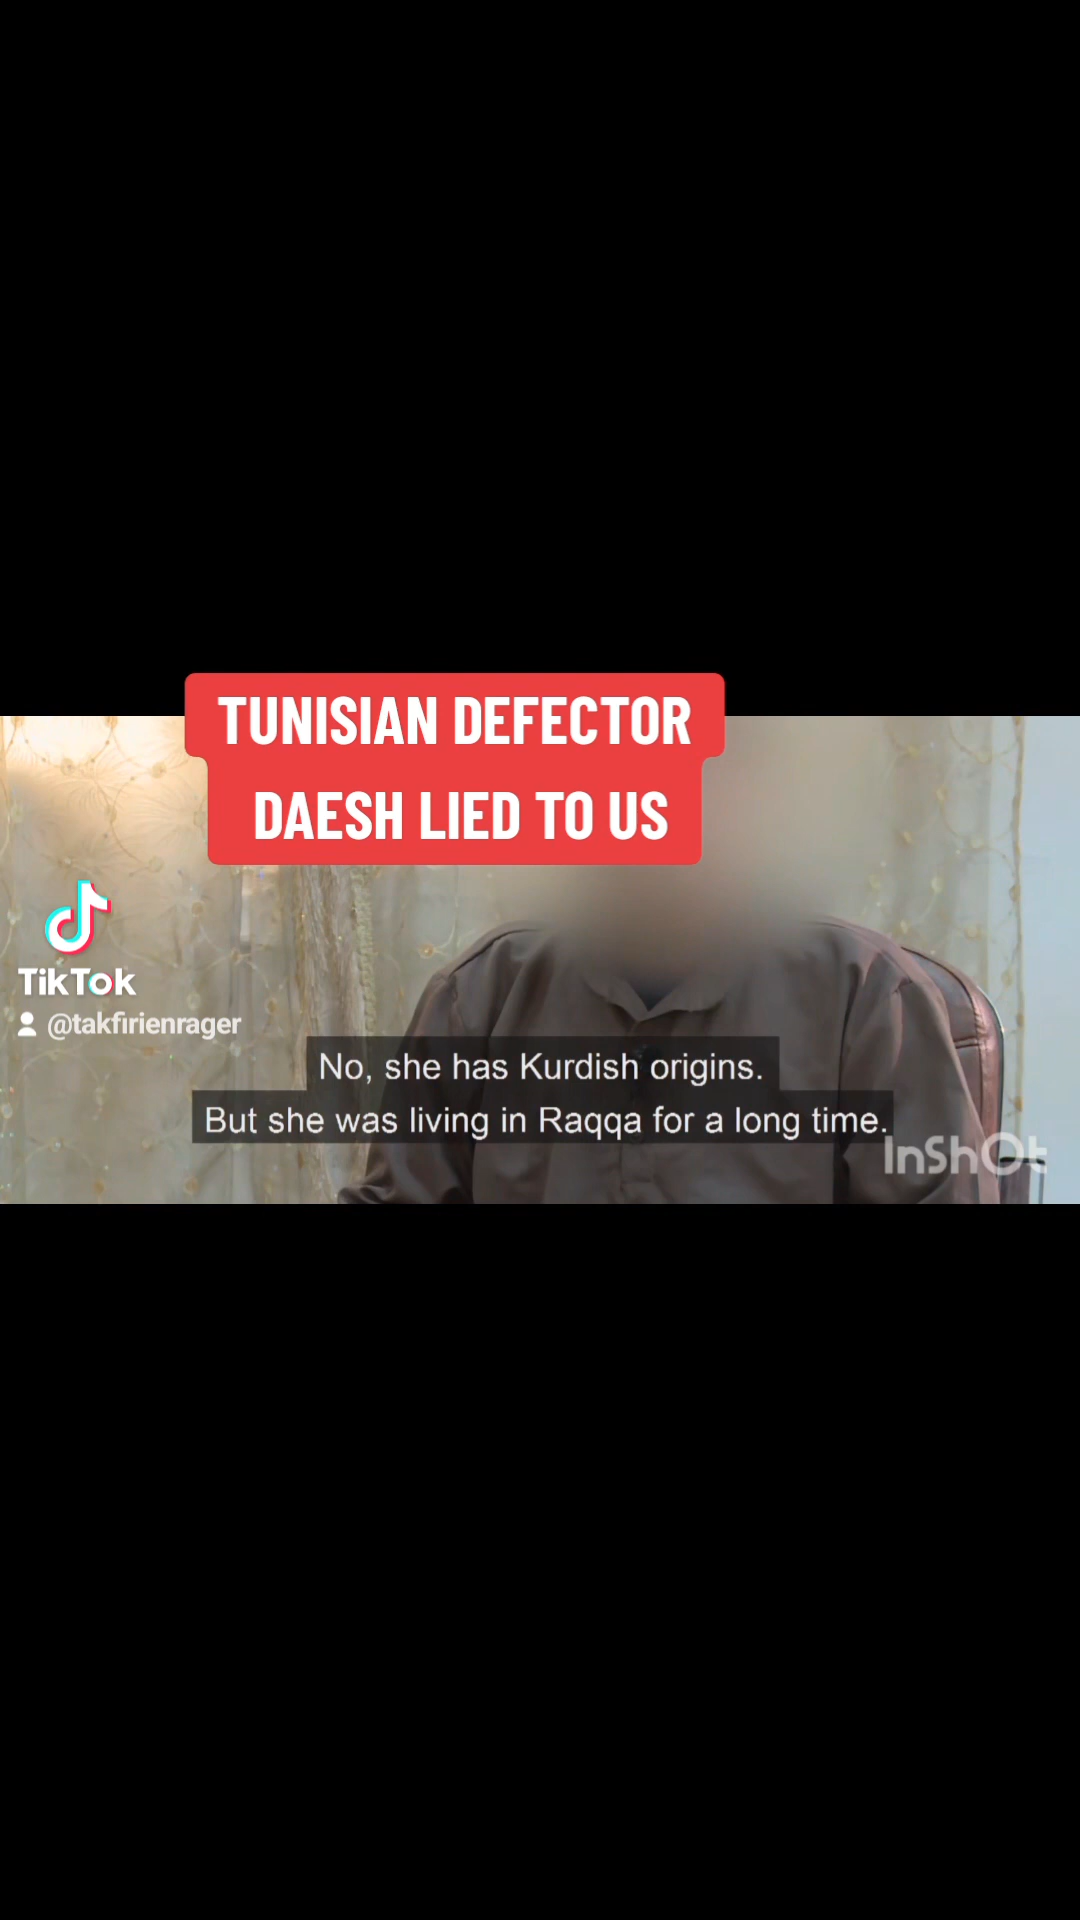 TUNISIAN DEFECTOR
DAESH LIED TO US
TikTok
@takfirienrager
No, she has Kurdish origins.
But she was living in Raqqa for a long time.
InShOt